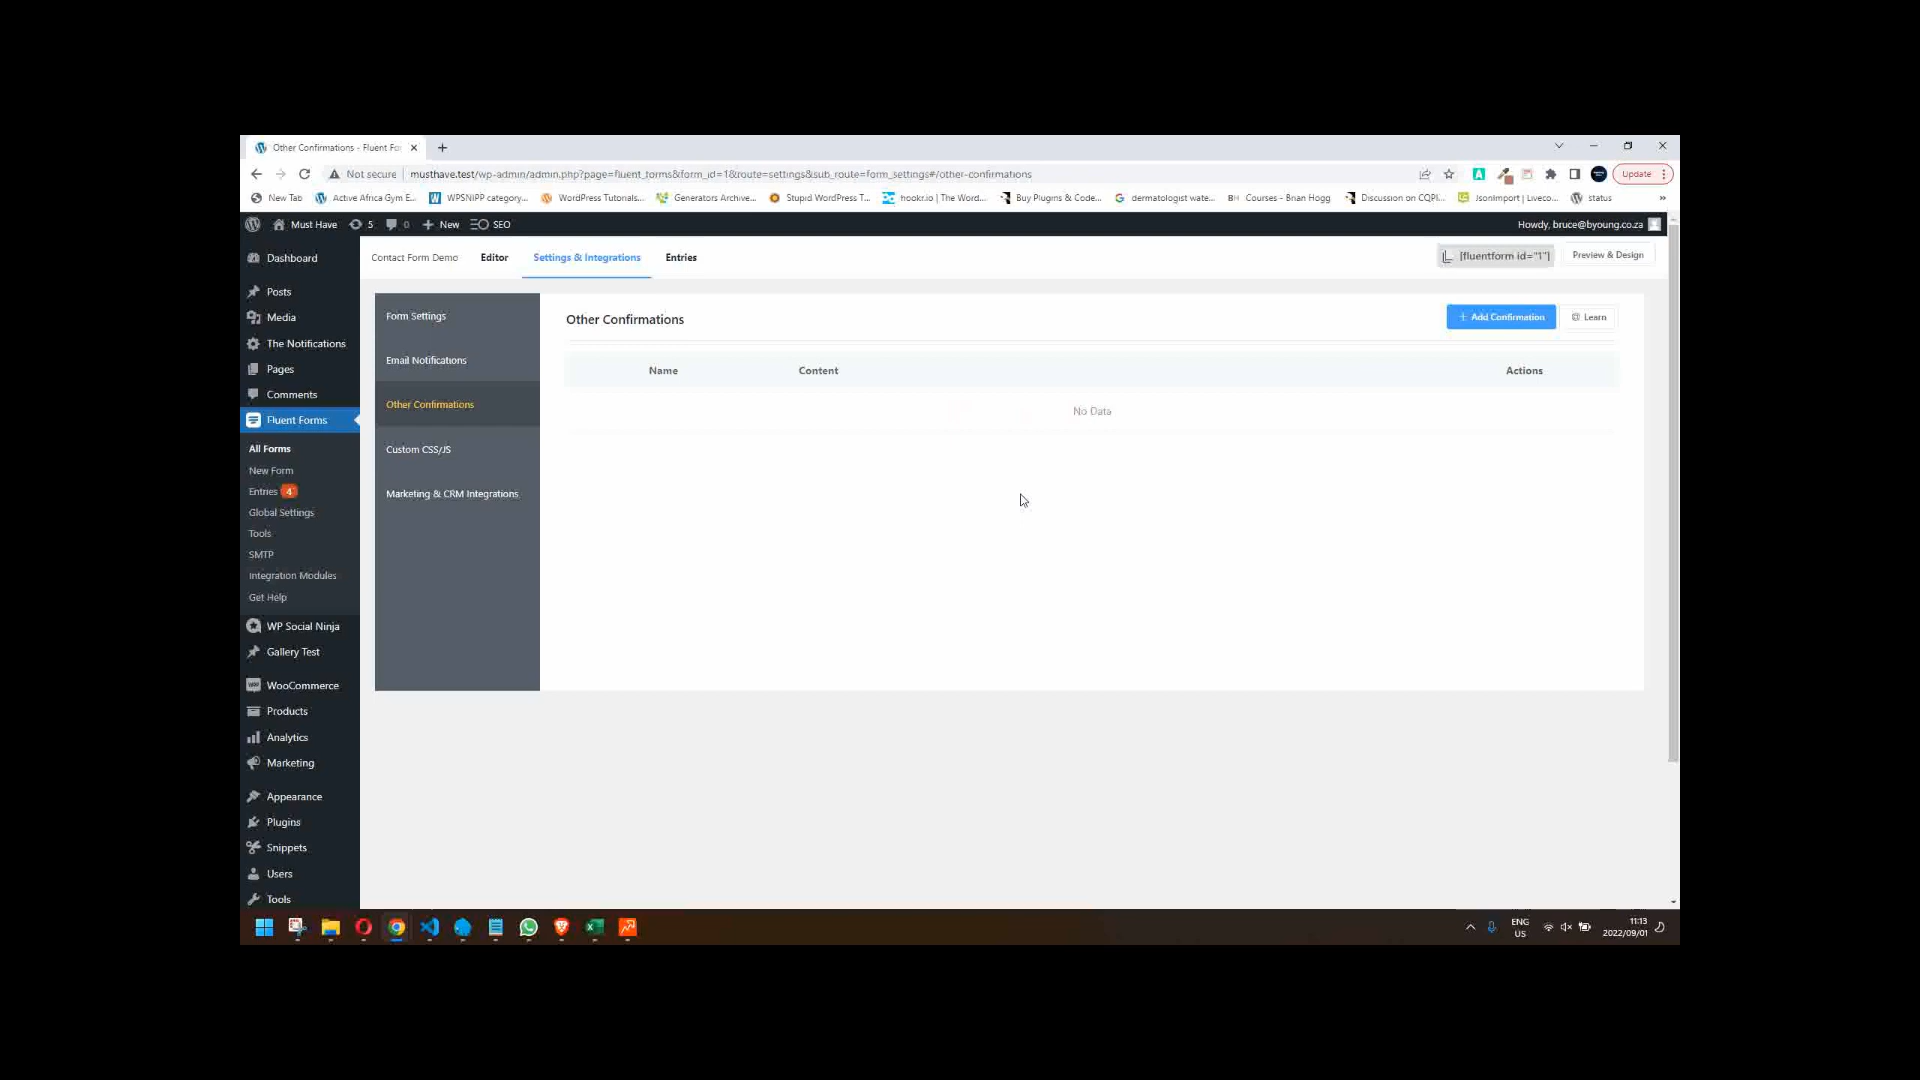 Other Confirmations - Fluent Fo
Not secure musthave.test/wp-admin/admin.php?page=fluent_forms&form_id=1&route=settings&sub_route=form_settings#/other-confirmations Update
New Tab Active Africa Gym E... WPSNIPP category... WordPress Tutorials... Generators Archive... Stupid WordPress T... hookr.io | The Word... Buy Plugins & Code... dermatologist wate... BH Courses - Brian Hogg Discussion on CQPI... JsonImport | Liveco... status »
Must Have 5 0 New SEO Howdy, bruce@byoung.co.za
Contact Form Demo Editor Settings & Integrations Entries [fluentform id="1"] Preview & Design
Dashboard
Posts
Media
The Notifications
Pages
Comments
Fluent Forms
All Forms
New Form
Entries 4
Global Settings
Tools
SMTP
Integration Modules
Get Help
WP Social Ninja
Gallery Test
WooCommerce
Products
Analytics
Marketing
Appearance
Plugins
Snippets
Users
Tools
Form Settings
Email Notifications
Other Confirmations
Custom CSS/JS
Marketing & CRM Integrations
Other Confirmations + Add Confirmation Learn
Name Content Actions
No Data
ENG
US
11:13
2022/09/01